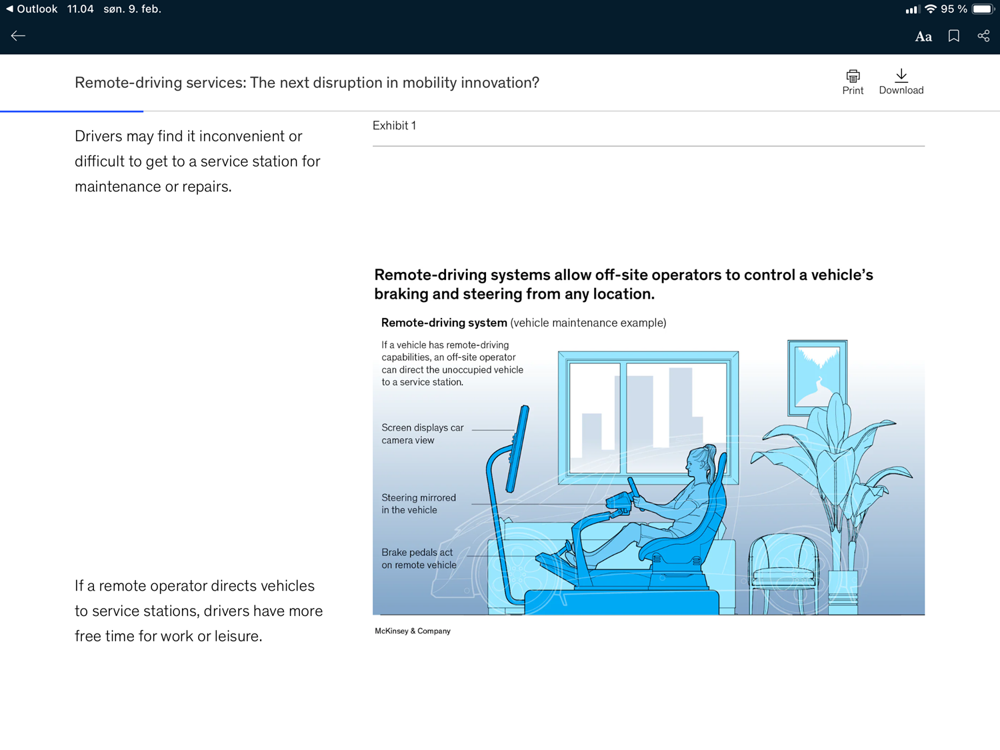 Outlook 11.04 søn. 9. feb.
95 %
Aa
Remote-driving services: The next disruption in mobility innovation?
Print
Download
Drivers may find it inconvenient or
difficult to get to a service station for
maintenance or repairs.
Exhibit 1
Remote-driving systems allow off-site operators to control a vehicle’s
braking and steering from any location.
Remote-driving system (vehicle maintenance example)
If a vehicle has remote-driving
capabilities, an off-site operator
can direct the unoccupied vehicle
to a service station.
Screen displays car
camera view
Steering mirrored
in the vehicle
Brake pedals act
on remote vehicle
McKinsey & Company
If a remote operator directs vehicles
to service stations, drivers have more
free time for work or leisure.